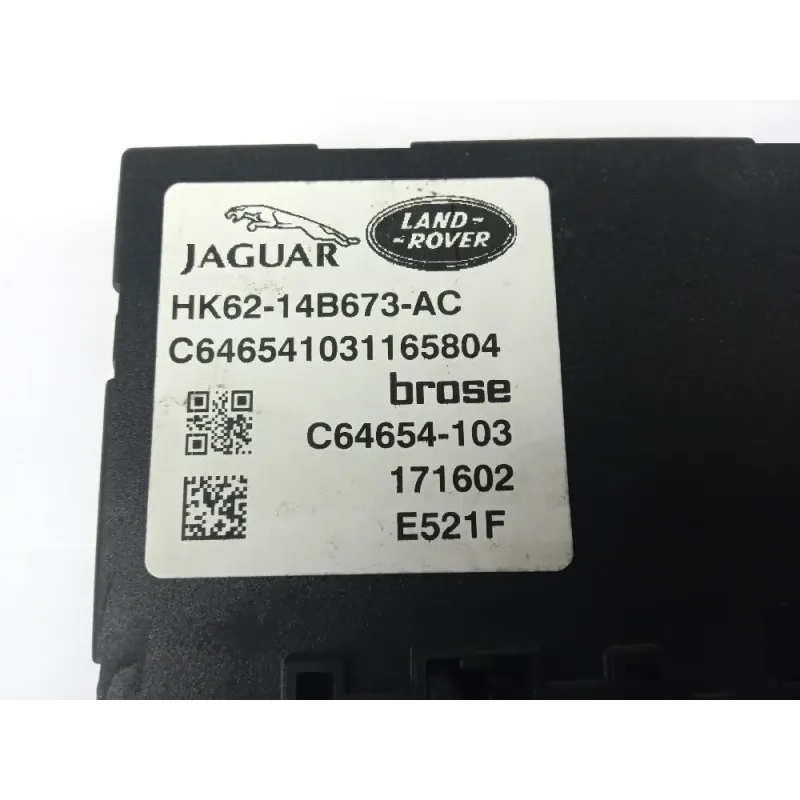 JAGUAR
LAND-
-ROVER
HK62-14B673-AC
C646541031165804
brose
C64654-103
171602
E521F